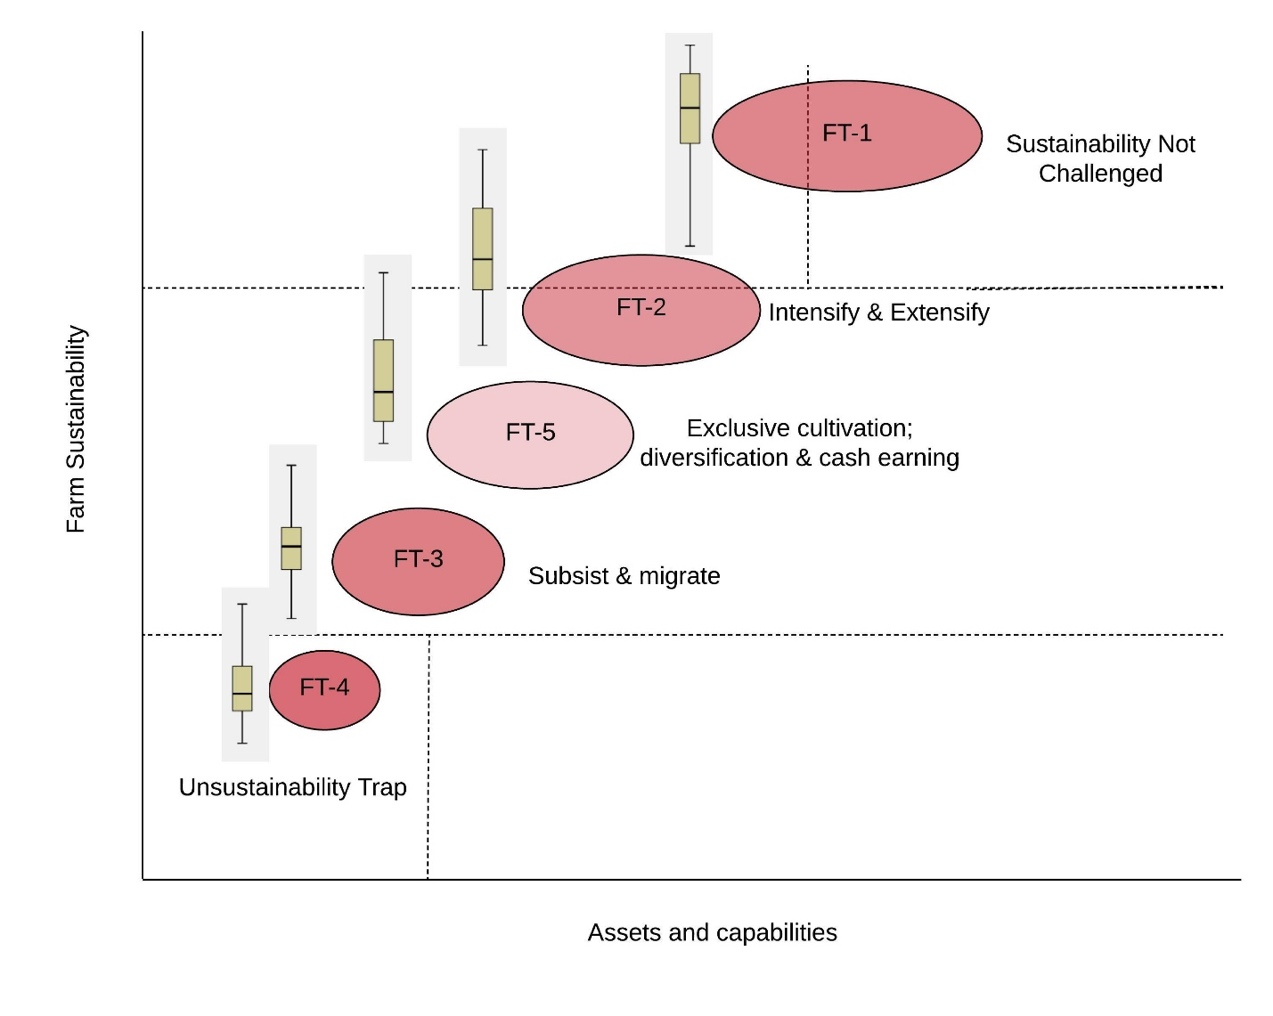 FT-1
Sustainability Not
Challenged
FT-2
Intensify & Extensify
Farm Sustainability
FT-5
Exclusive cultivation;
diversification & cash earning
FT-3
Subsist & migrate
FT-4
Unsustainability Trap
Assets and capabilities